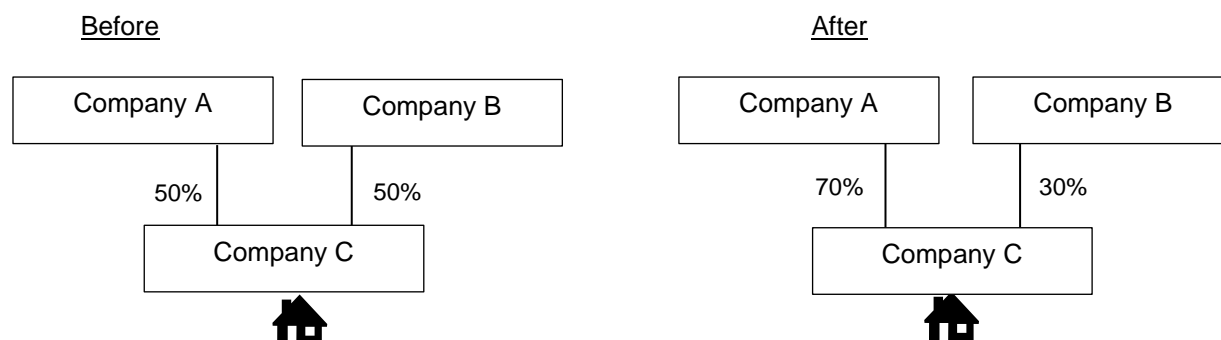 Before
Company A
Company B
50%
50%
Company C
After
Company A
Company B
70%
30%
Company C